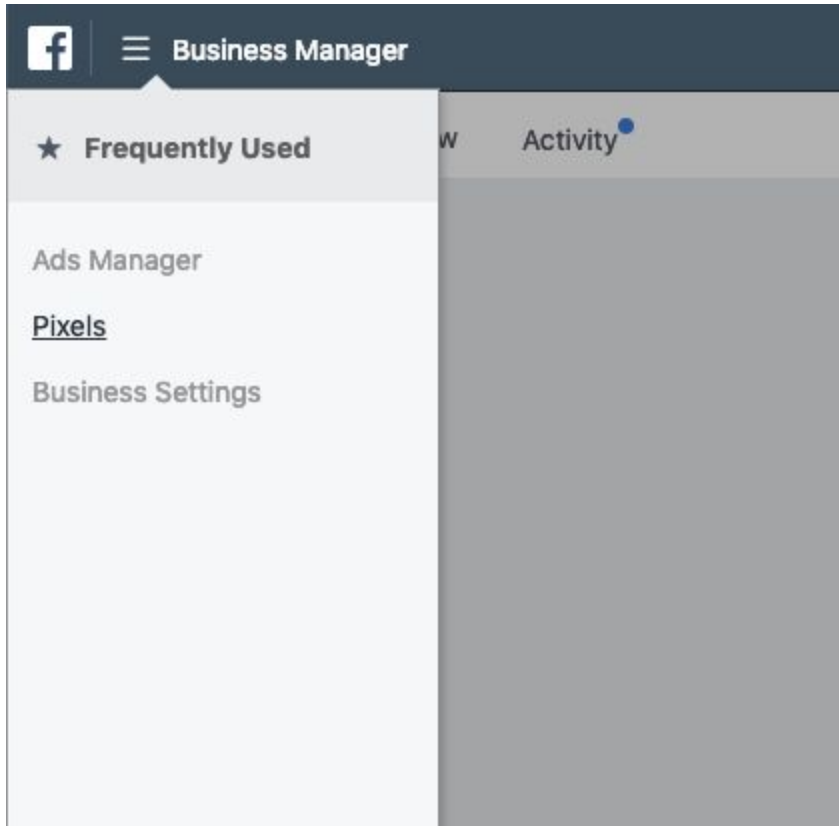 Business Manager
Frequently Used
w Activity
Ads Manager
Pixels
Business Settings